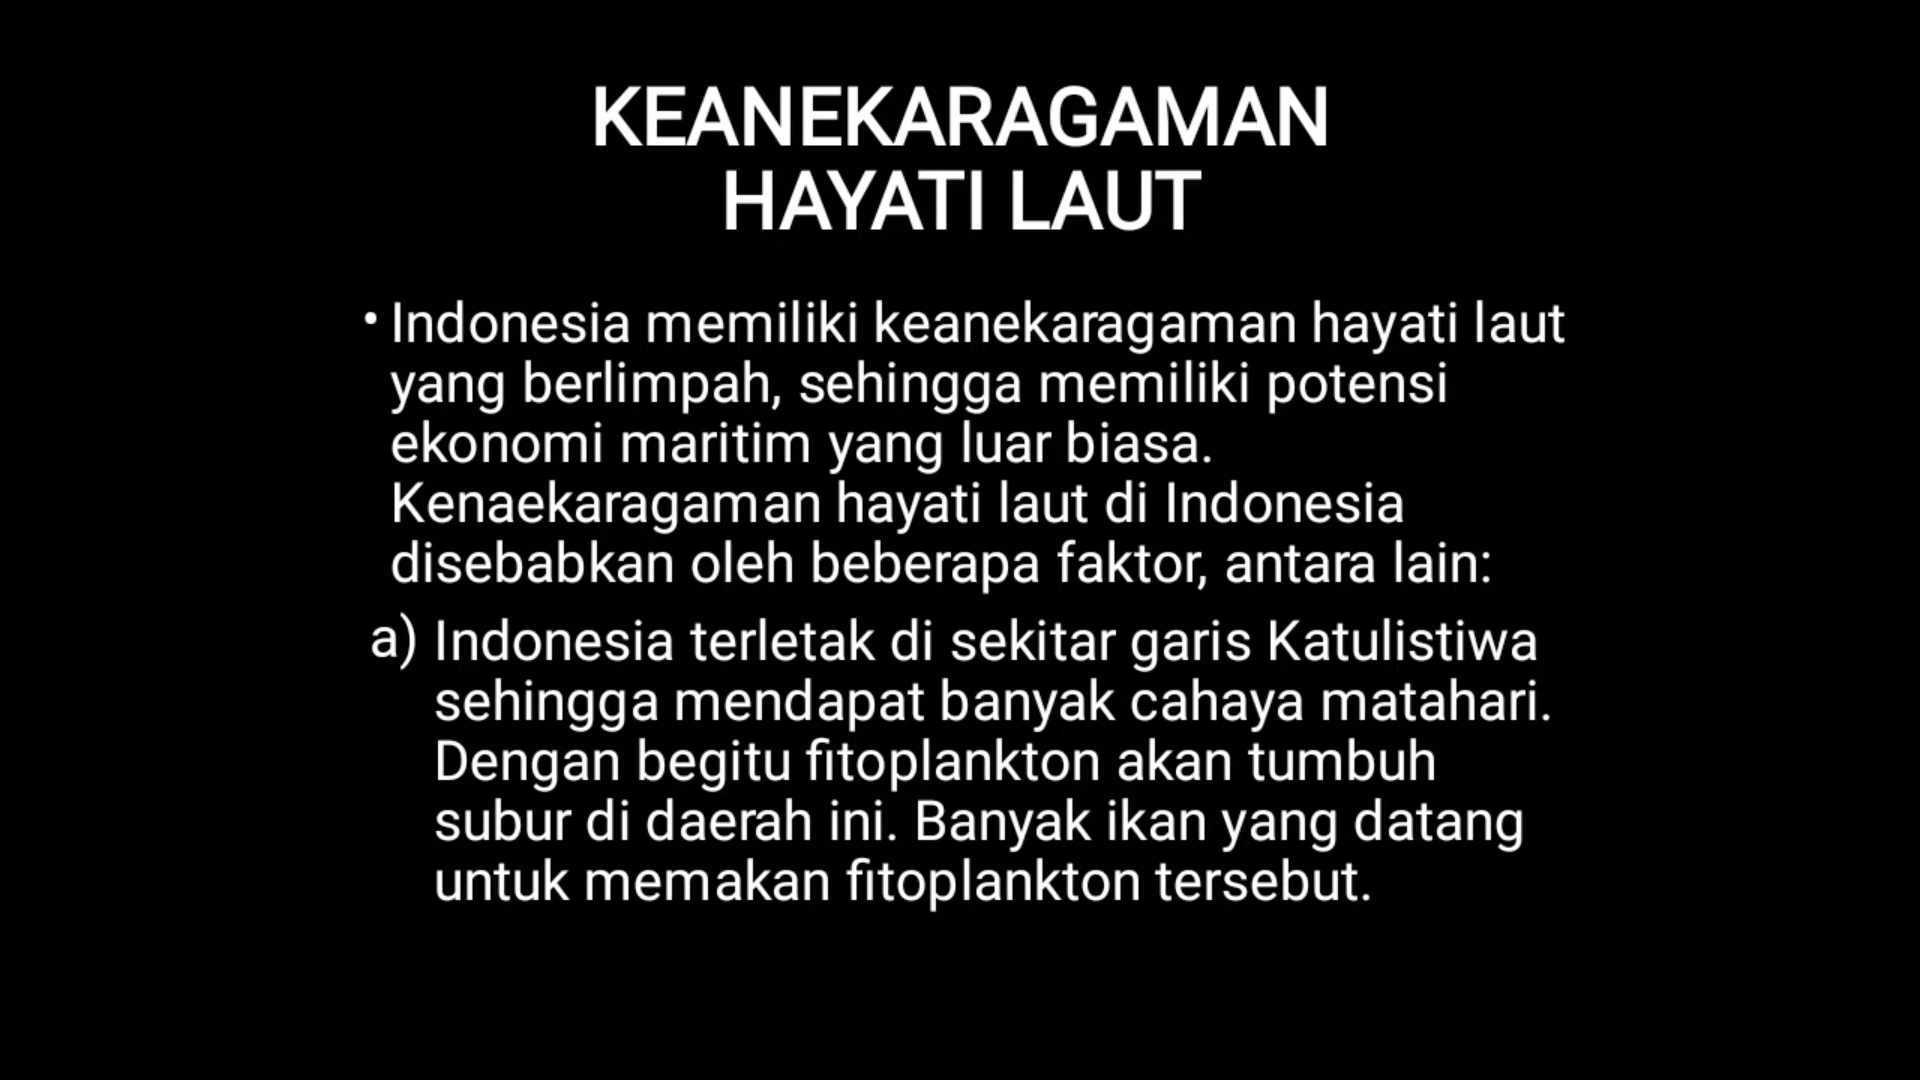 KEANEKARAGAMAN
HAYATI LAUT
• Indonesia memiliki keanekaragaman hayati laut
yang berlimpah, sehingga memiliki potensi
ekonomi maritim yang luar biasa.
Kenaekaragaman hayati laut di Indonesia
disebabkan oleh beberapa faktor, antara lain:
a) Indonesia terletak di sekitar garis Katulistiwa
sehingga mendapat banyak cahaya matahari.
Dengan begitu fitoplankton akan tumbuh
subur di daerah ini. Banyak ikan yang datang
untuk memakan fitoplankton tersebut.